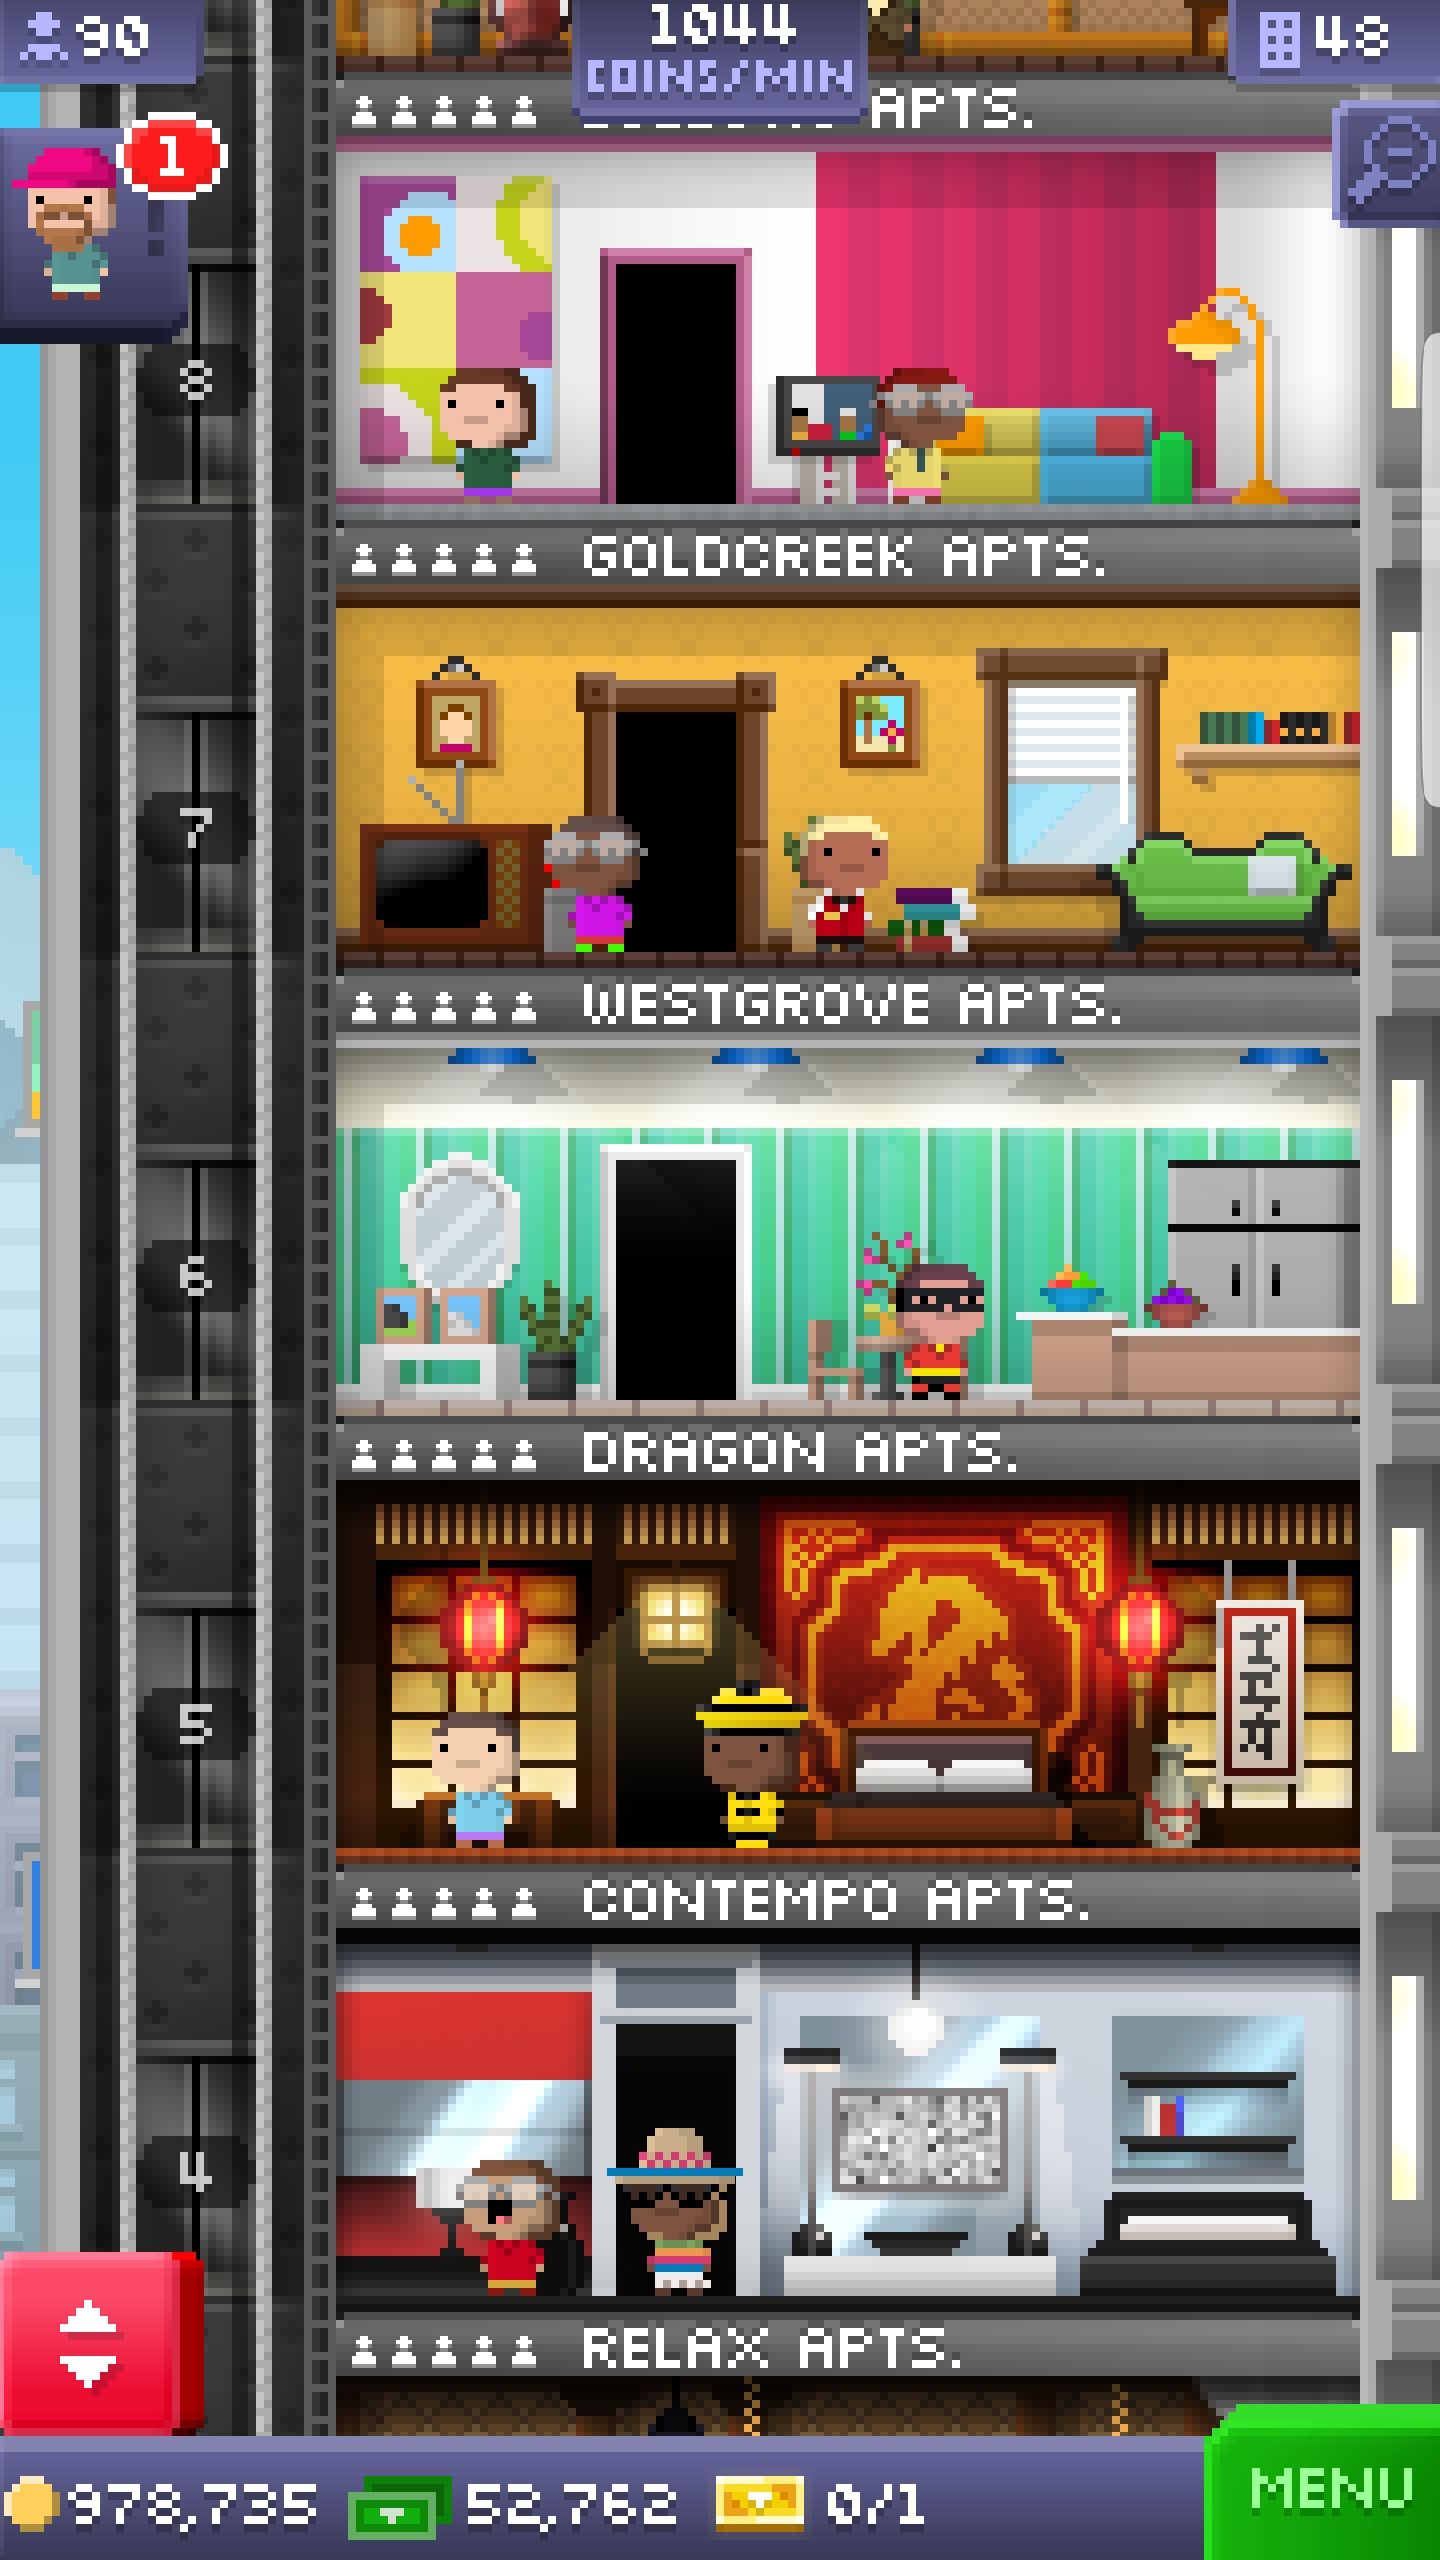 90
1044
COINS/MIN
48
APTS.
1
8
GOLDCREEK APTS.
7
WESTGROVE APTS.
6
DRAGON APTS.
5
CONTEMPO APTS.
4
RELAX APTS.
978,735
52,762
0/1
MENU